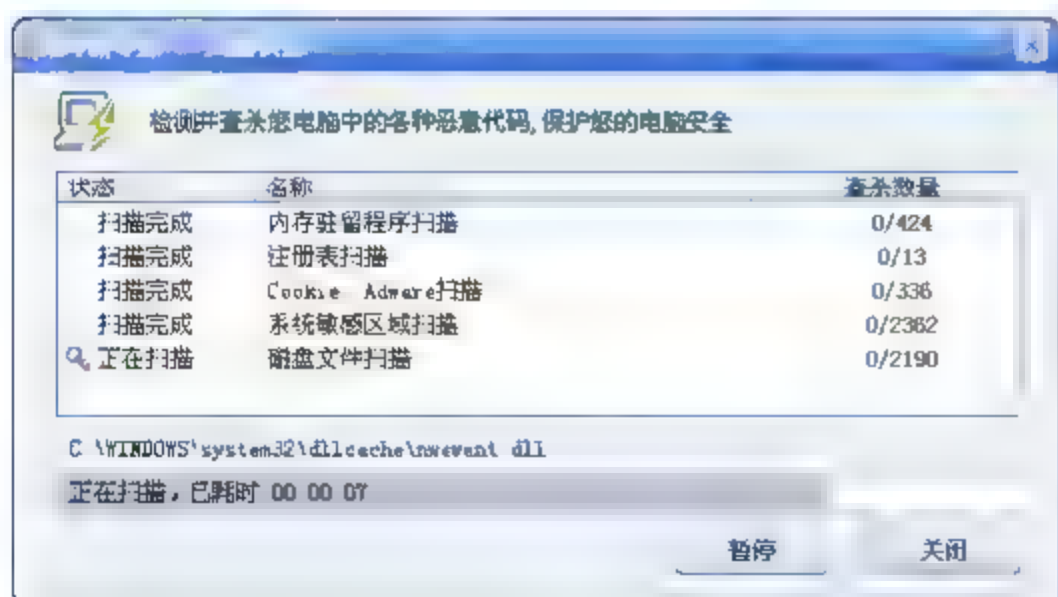 检测并查杀您电脑中的各种恶意代码,保护您的电脑安全
状态 名称 查杀数量
扫描完成 内存驻留程序扫描 0/424
扫描完成 注册表扫描 0/13
扫描完成 Cookie Adware扫描 0/336
扫描完成 系统敏感区域扫描 0/2362
正在扫描 磁盘文件扫描 0/2190
C \WINDOWS\system32\dllcache\nwevent dll
正在扫描，已耗时 00 00 07
暂停 关闭